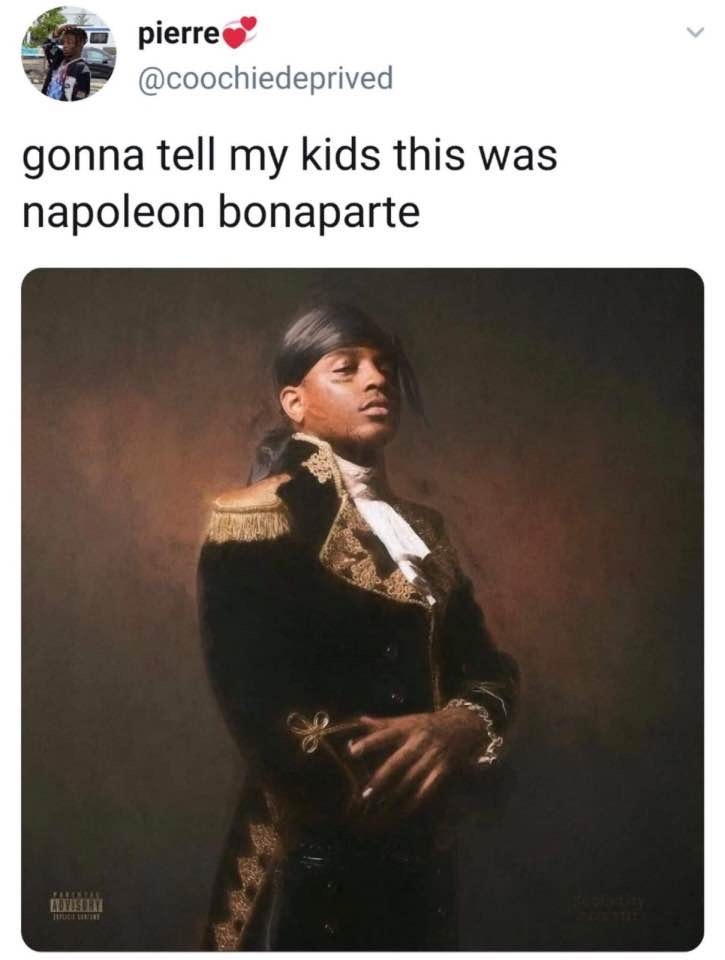 pierre💞
@coochiedeprived
gonna tell my kids this was
napoleon bonaparte
PARENTAL
ADVISORY
EXPLICIT CONTENT